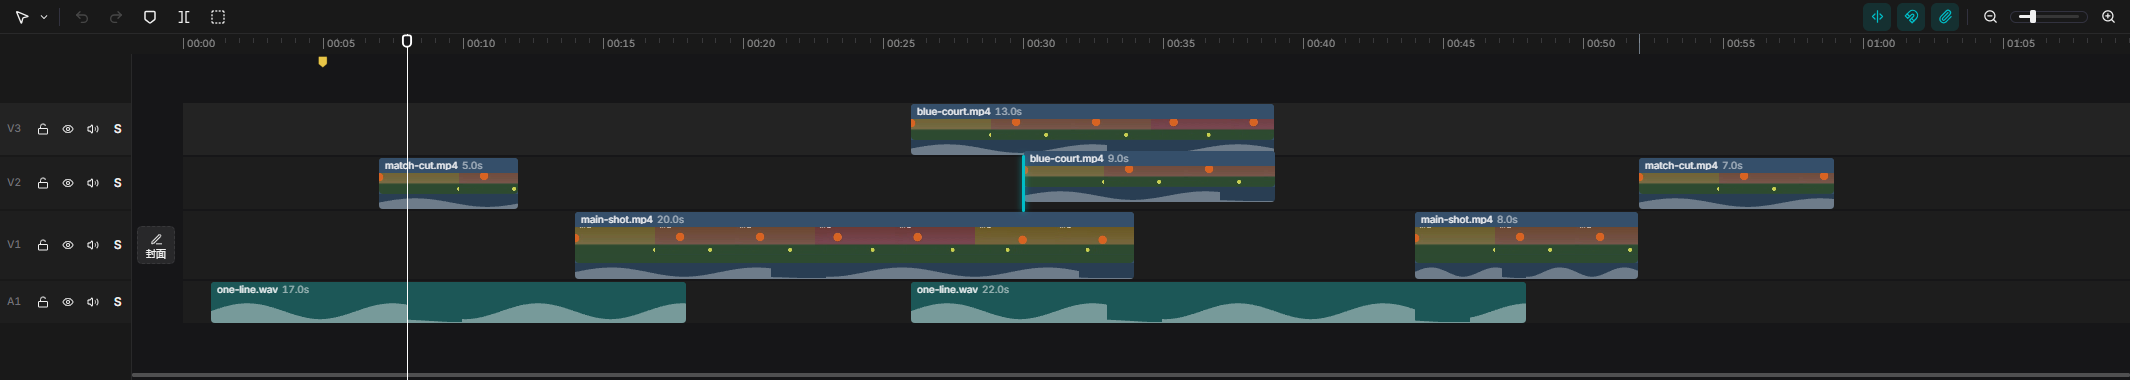 00:00 00:05 00:10 00:15 00:20 00:25 00:30 00:35 00:40 00:45 00:50 00:55 01:00 01:05
V3 S
blue-court.mp4 13.0s
V2 S
match-cut.mp4 5.0s
blue-court.mp4 9.0s
match-cut.mp4 7.0s
V1 S
封面
main-shot.mp4 20.0s
main-shot.mp4 8.0s
A1 S
one-line.wav 17.0s
one-line.wav 22.0s